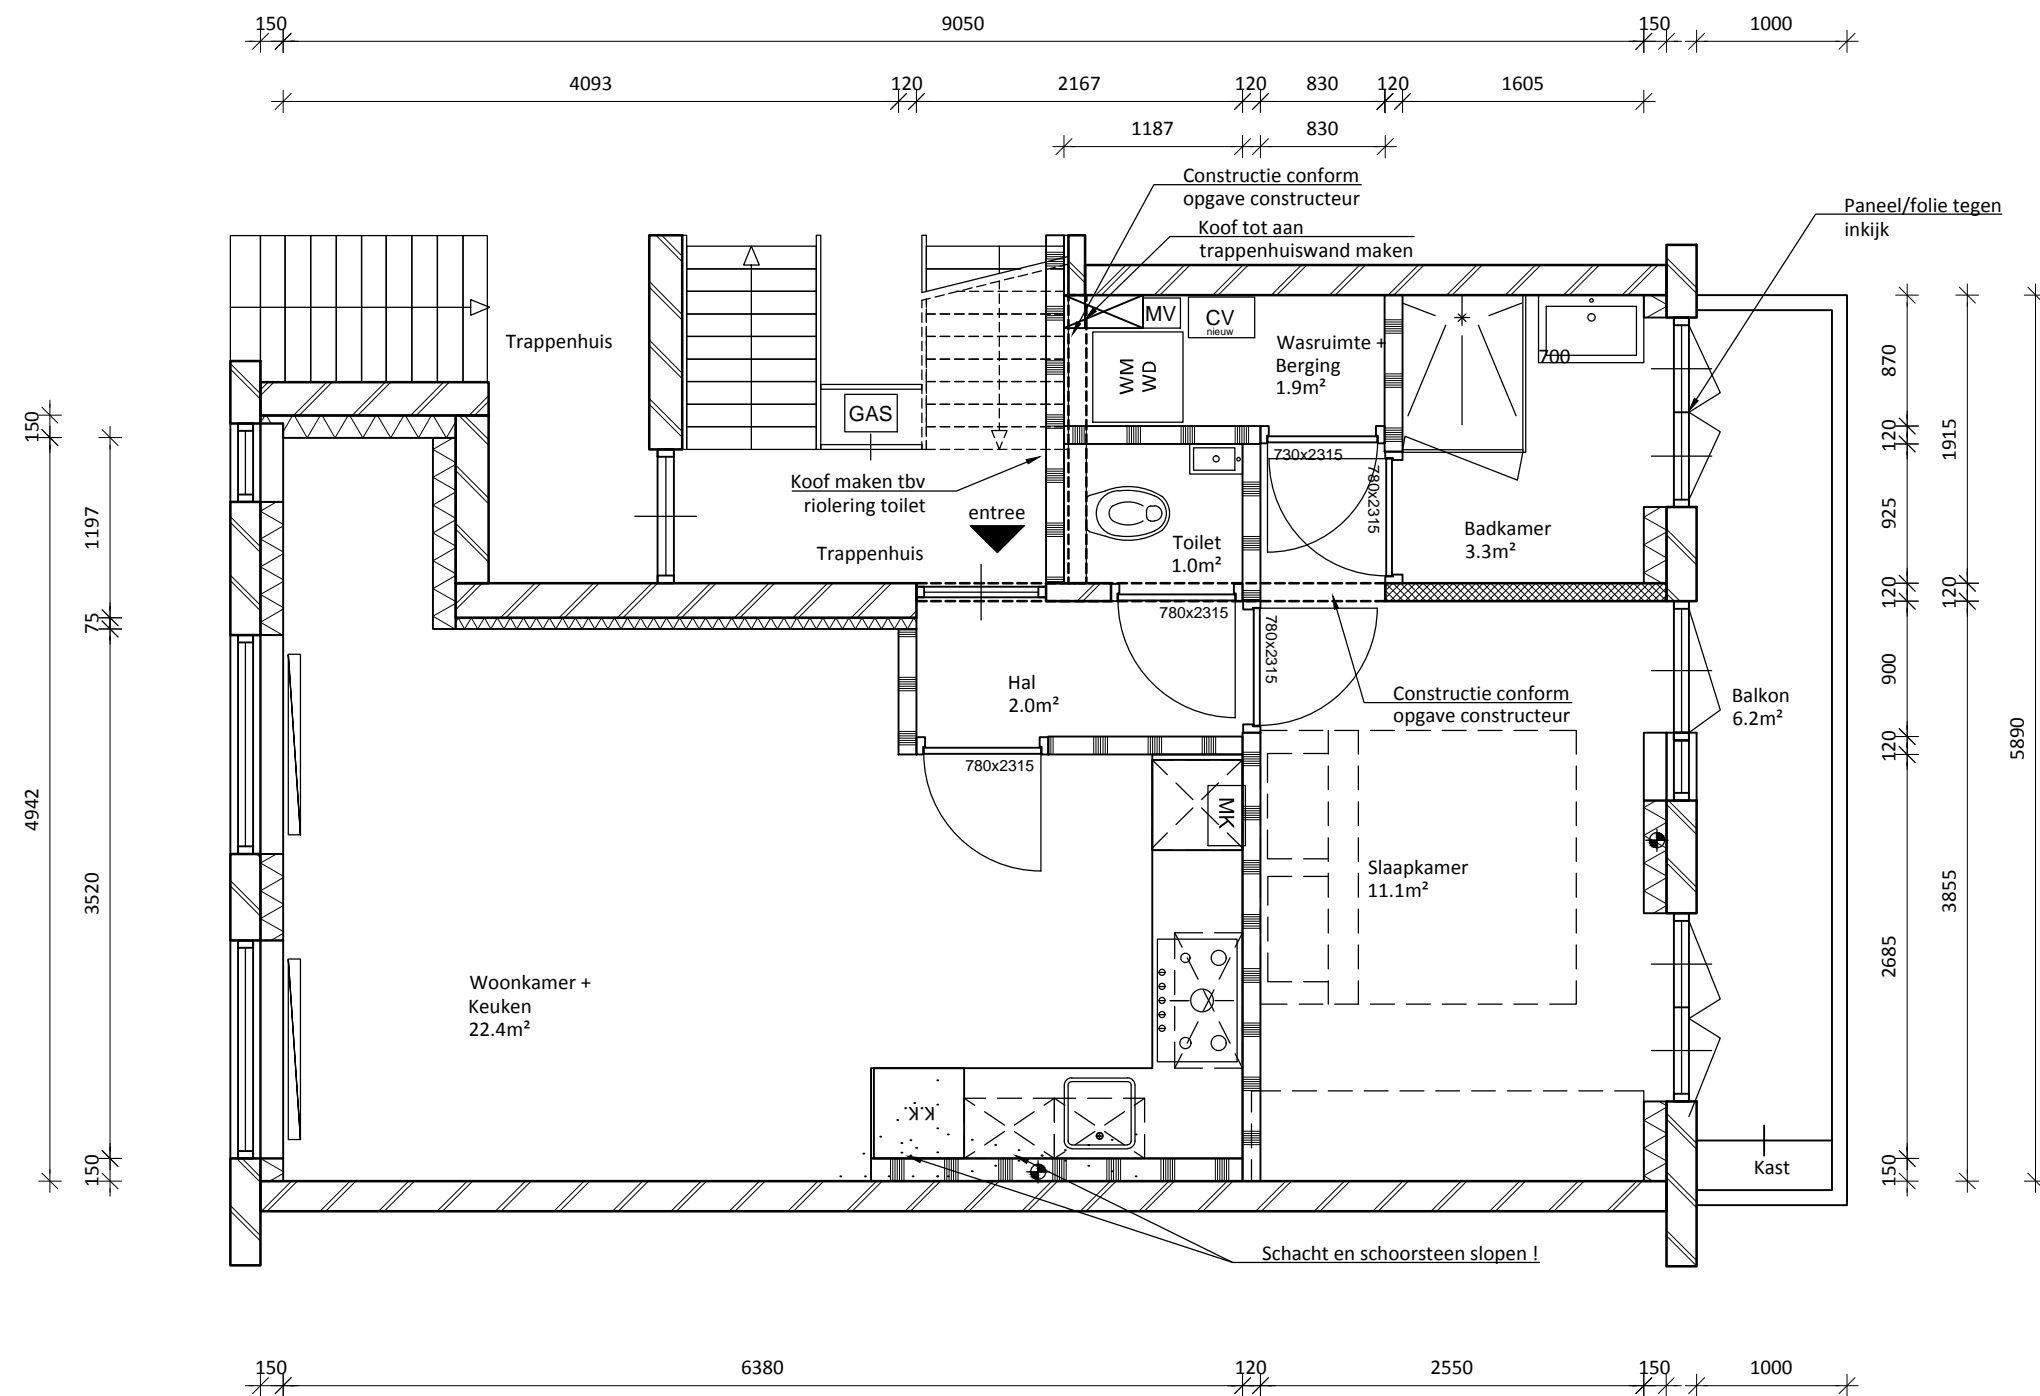 150
9050
150
1000
4093
120
2167
120
830
120
1605
1187
830
Constructie conform
opgave constructeur
Koof tot aan
trappenhuiswand maken
Paneel/folie tegen
inkijk
Trappenhuis
GAS
MV
CV
nieuw
WM
WD
Wasruimte +
Berging
1.9m²
700
Koof maken tbv
riolering toilet
entree
Trappenhuis
Toilet
1.0m²
730x2315
780x2315
Badkamer
3.3m²
780x2315
780x2315
Hal
2.0m²
Constructie conform
opgave constructeur
Balkon
6.2m²
780x2315
MK
Slaapkamer
11.1m²
Woonkamer +
Keuken
22.4m²
K.K.
Kast
Schacht en schoorsteen slopen !
150
4942
1197
75
3520
150
870
120
925
120
900
120
2685
150
1915
120
3855
5890
150
6380
120
2550
150
1000